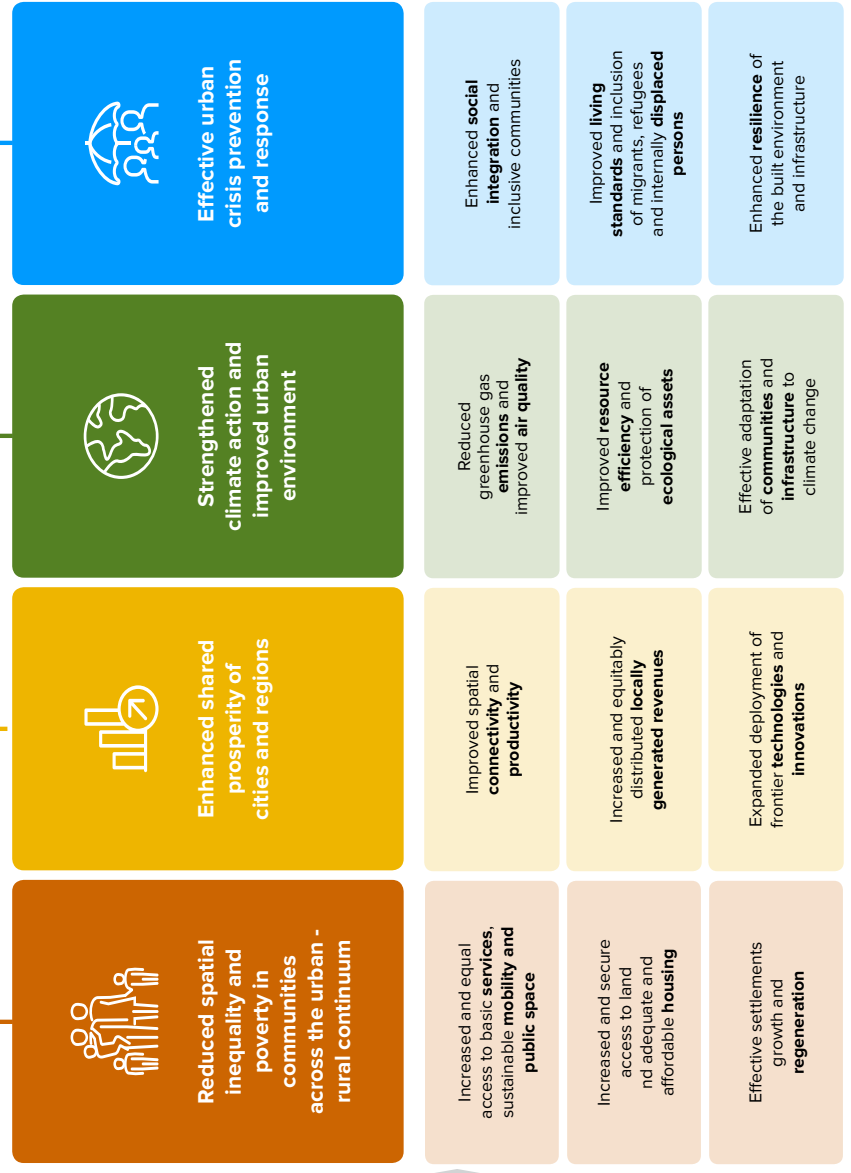 Reduced spatial
inequality and
poverty in
communities
across the urban -
rural continuum
Increased and equal
access to basic services,
sustainable mobility and
public space
Increased and secure
access to land
nd adequate and
affordable housing
Effective settlements
growth and
regeneration
Enhanced shared
prosperity of
cities and regions
Improved spatial
connectivity and
productivity
Increased and equitably
distributed locally
generated revenues
Expanded deployment of
frontier technologies and
innovations
Strengthened
climate action and
improved urban
environment
Reduced
greenhouse gas
emissions and
improved air quality
Improved resource
efficiency and
protection of
ecological assets
Effective adaptation
of communities and
infrastructure to
climate change
Effective urban
crisis prevention
and response
Enhanced social
integration and
inclusive communities
Improved living
standards and inclusion
of migrants, refugees
and internally displaced
persons
Enhanced resilience of
the built environment
and infrastructure